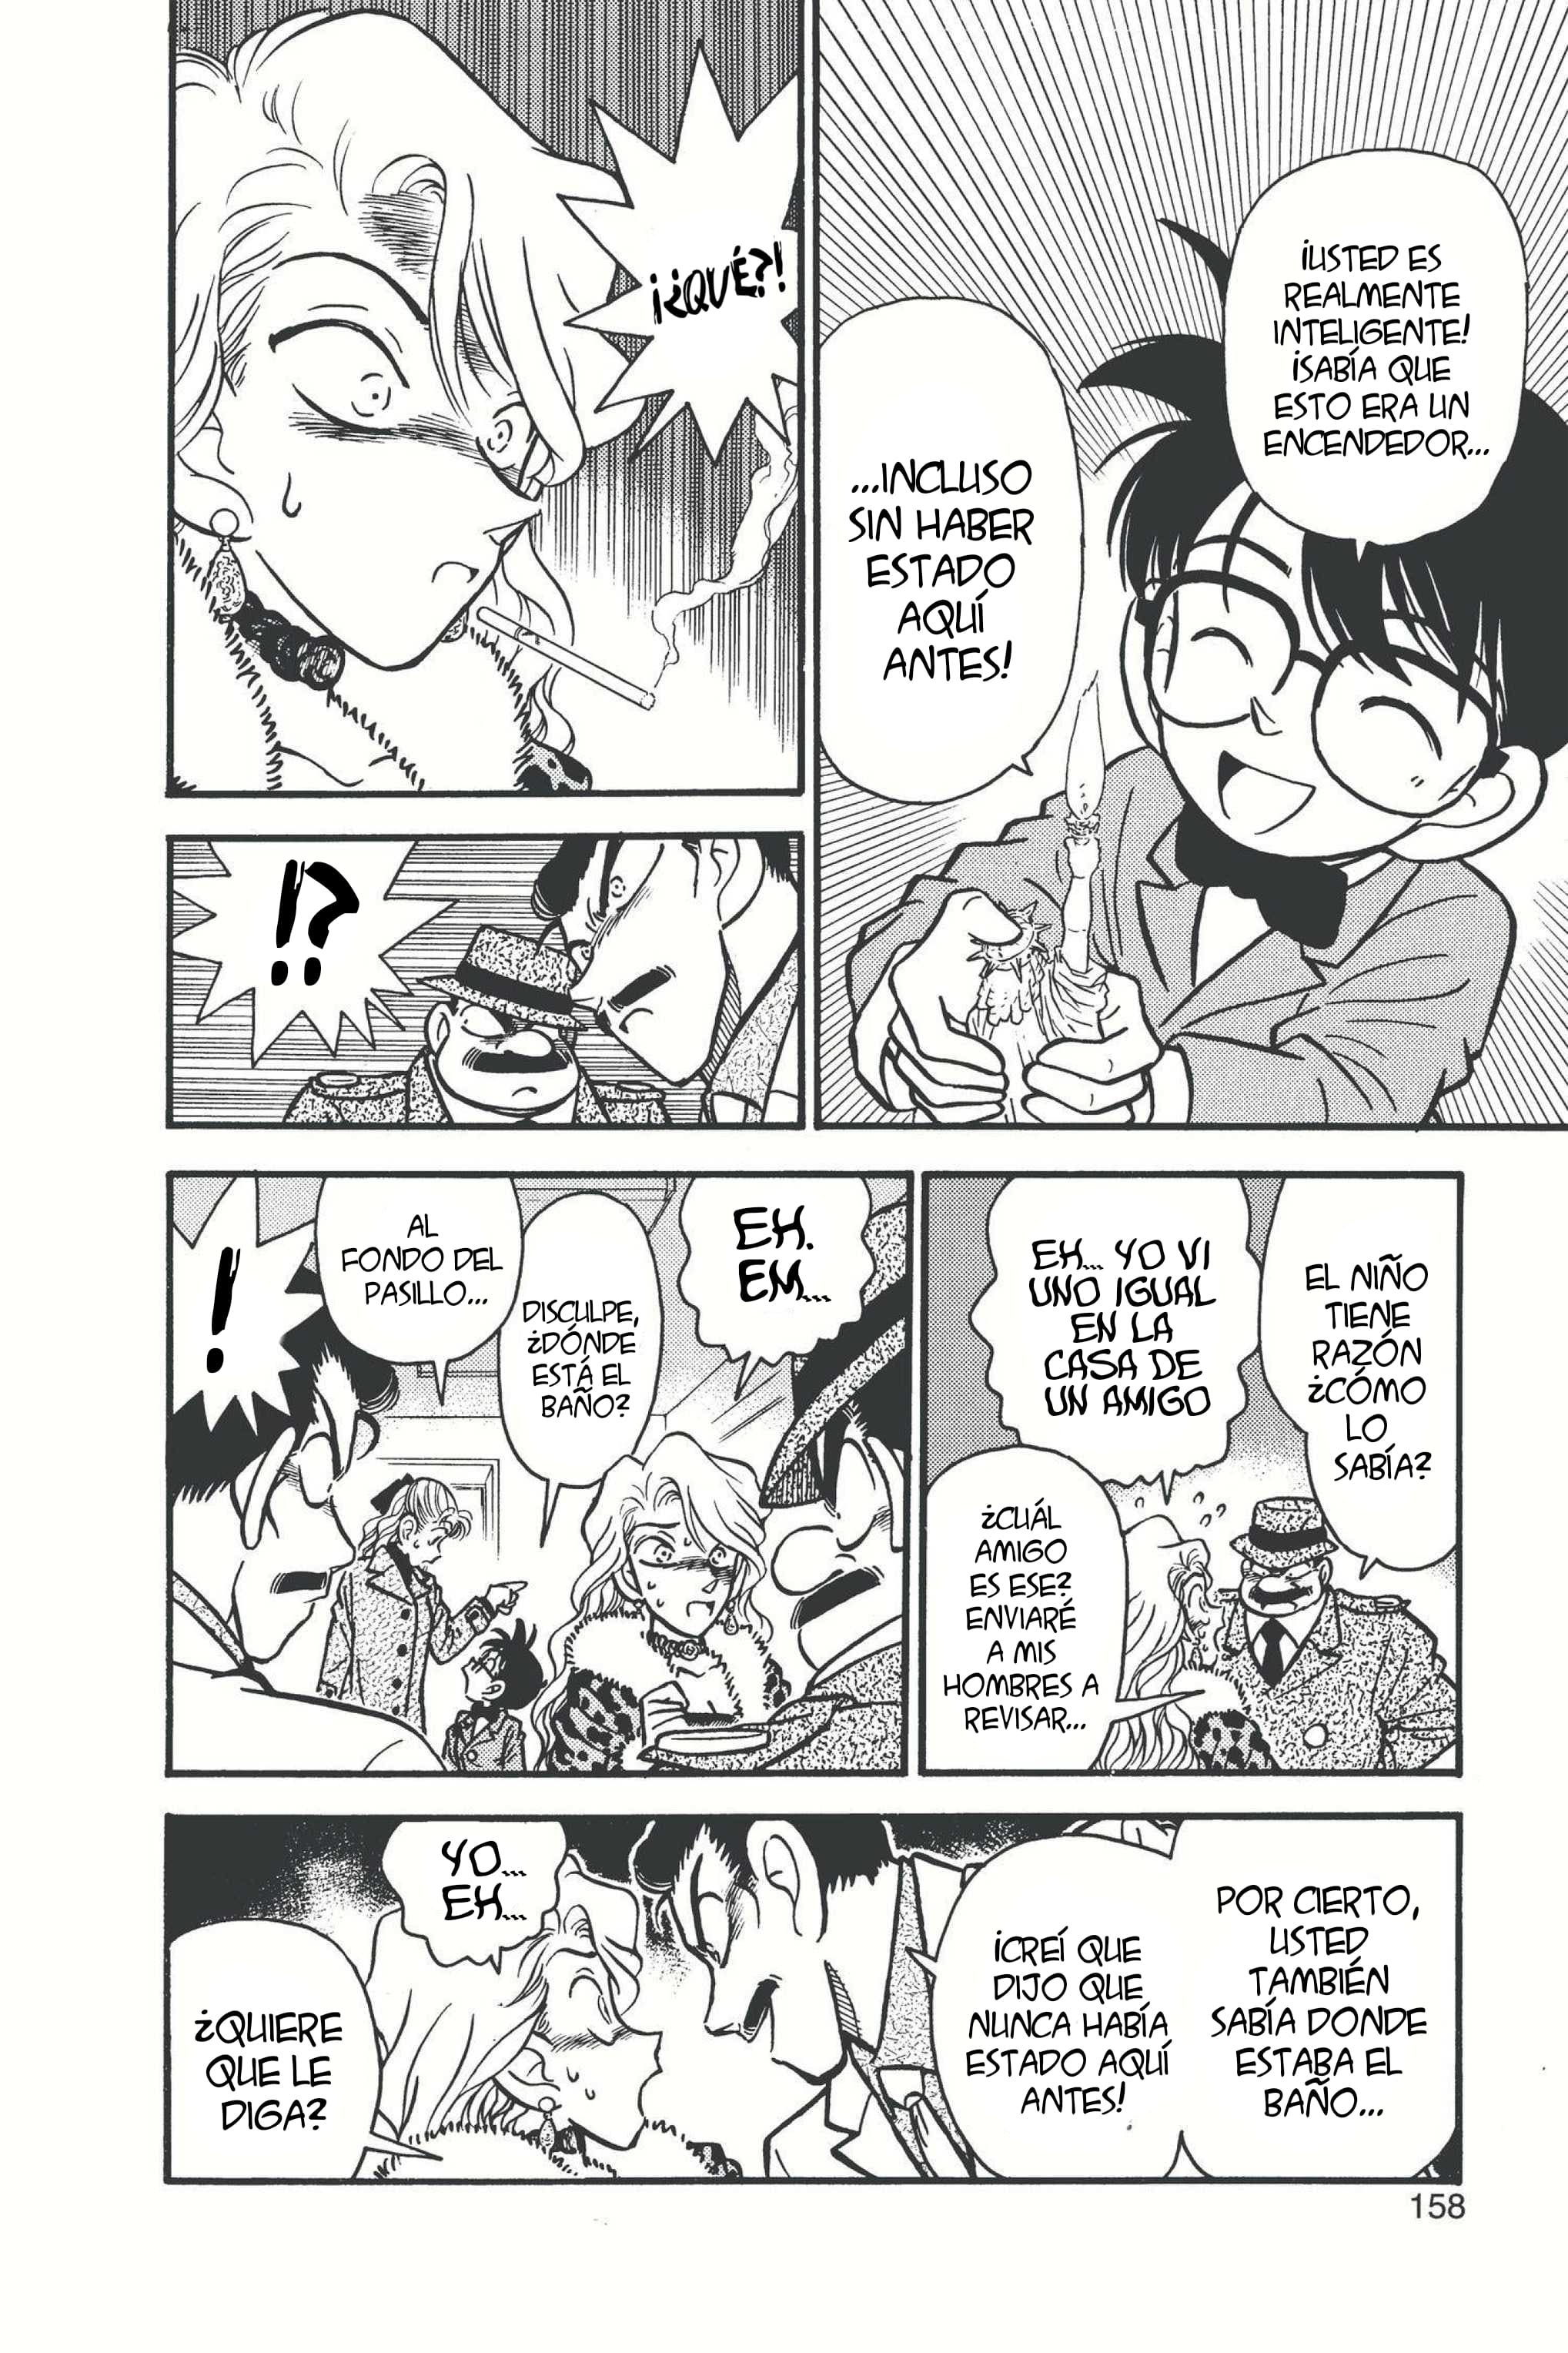 ¡USTED ES
REALMENTE
INTELIGENTE!
¡SABÍA QUE
ESTO ERA UN
ENCENDEDOR...
...INCLUSO
SIN HABER
ESTADO
AQUÍ
ANTES!
¡¿QUÉ?!
!?
EL NIÑO
TIENE
RAZÓN
¿CÓMO
LO
SABÍA?
EH... YO VI
UNO IGUAL
EN LA
CASA DE
UN AMIGO
¿CUÁL
AMIGO
ES ESE?
ENVIARÉ
A MIS
HOMBRES A
REVISAR...
EH.
EM...
DISCULPE,
¿DÓNDE
ESTÁ EL
BAÑO?
AL
FONDO DEL
PASILLO...
!
POR CIERTO,
USTED
TAMBIÉN
SABÍA DONDE
ESTABA EL
BAÑO...
¡CREÍ QUE
DIJO QUE
NUNCA HABÍA
ESTADO AQUÍ
ANTES!
YO...
EH...
¿QUIERE
QUE LE
DIGA?
158